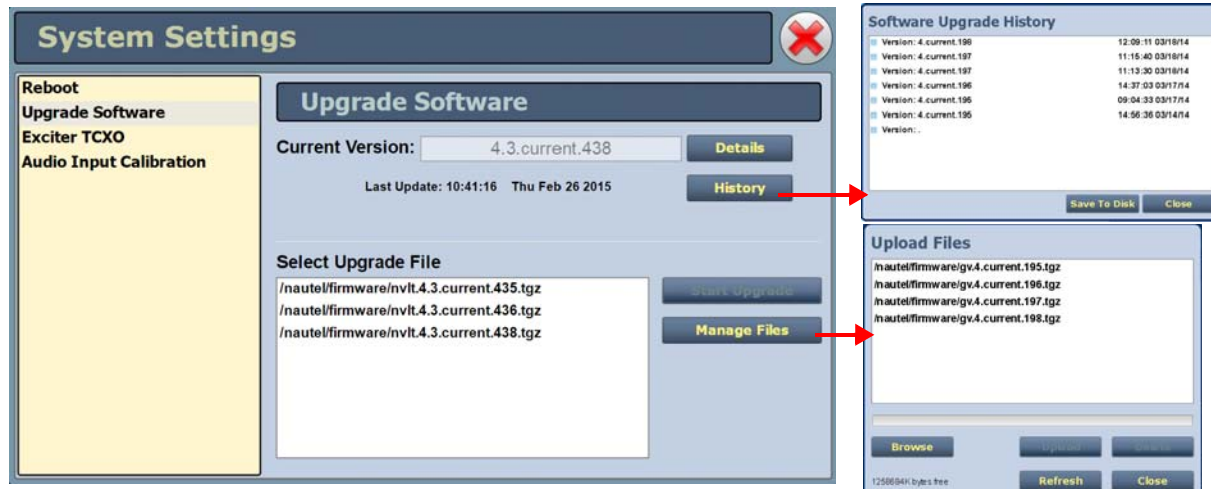 System Settings
Reboot
Upgrade Software
Exciter TCXO
Audio Input Calibration
Upgrade Software
Current Version:
4.3.current.438
Details
Last Update: 10:41:16 Thu Feb 26 2015
History
Select Upgrade File
/nautel/firmware/nvlt.4.3.current.435.tgz
/nautel/firmware/nvlt.4.3.current.436.tgz
/nautel/firmware/nvlt.4.3.current.438.tgz
Start Upgrade
Manage Files
Software Upgrade History
Version: 4.current.198 12:09:11 03/18/14
Version: 4.current.197 11:15:40 03/18/14
Version: 4.current.197 11:13:30 03/18/14
Version: 4.current.196 14:37:03 03/17/14
Version: 4.current.195 09:04:33 03/17/14
Version: 4.current.195 14:56:36 03/14/14
Version: .
Save To Disk
Close
Upload Files
/nautel/firmware/gv.4.current.195.tgz
/nautel/firmware/gv.4.current.196.tgz
/nautel/firmware/gv.4.current.197.tgz
/nautel/firmware/gv.4.current.198.tgz
Browse
Upload
Delete
1258684K bytes free
Refresh
Close